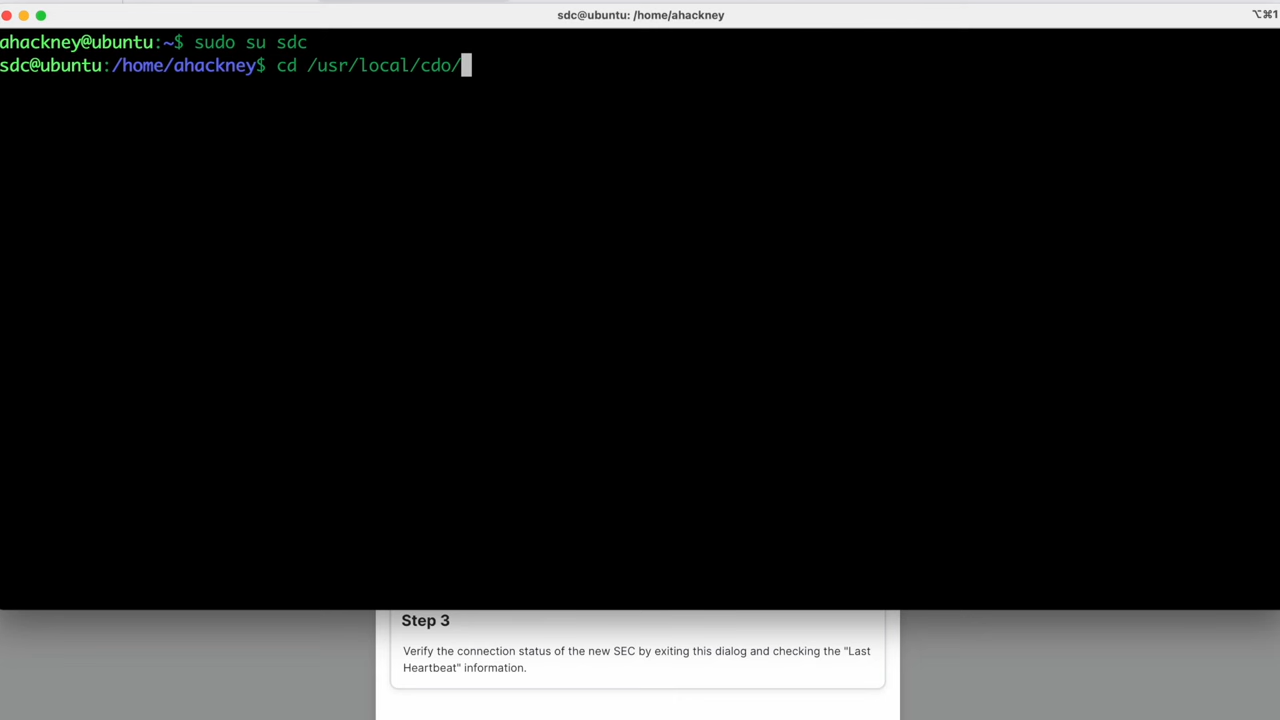 sdc@ubuntu: /home/ahackney
⌥⌘1
ahackney@ubuntu:~$ sudo su sdc
sdc@ubuntu:/home/ahackney$ cd /usr/local/cdo/
Step 3
Verify the connection status of the new SEC by exiting this dialog and checking the "Last
Heartbeat" information.